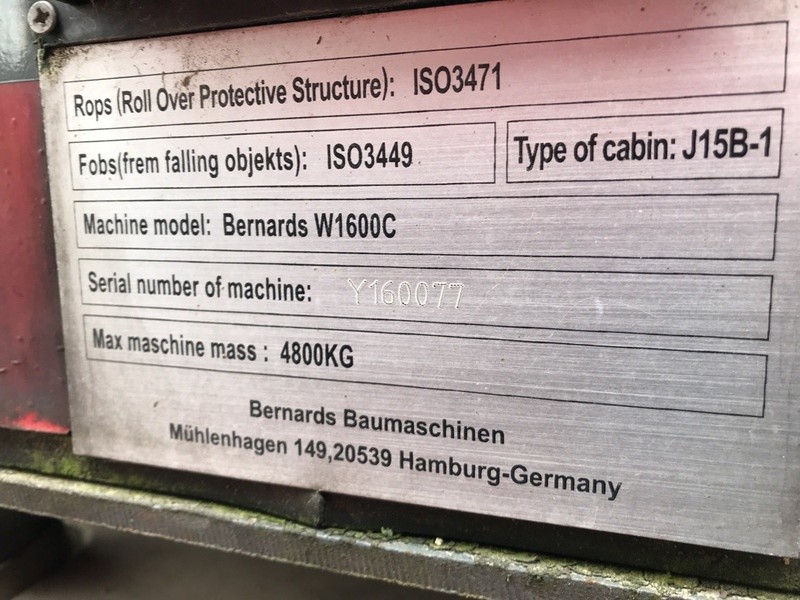 Rops (Roll Over Protective Structure): ISO3471
Fobs(frem falling objekts): ISO3449
Type of cabin: J15B-1
Machine model: Bernards W1600C
Serial number of machine: Y160077
Max maschine mass : 4800KG
Bernards Baumaschinen
Mühlenhagen 149,20539 Hamburg-Germany